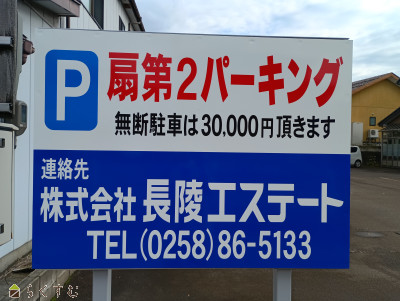 P
扇第2パーキング
無断駐車は30,000円頂きます
連絡先
株式会社 長陵エステート
TEL(0258)86-5133
らくすむ